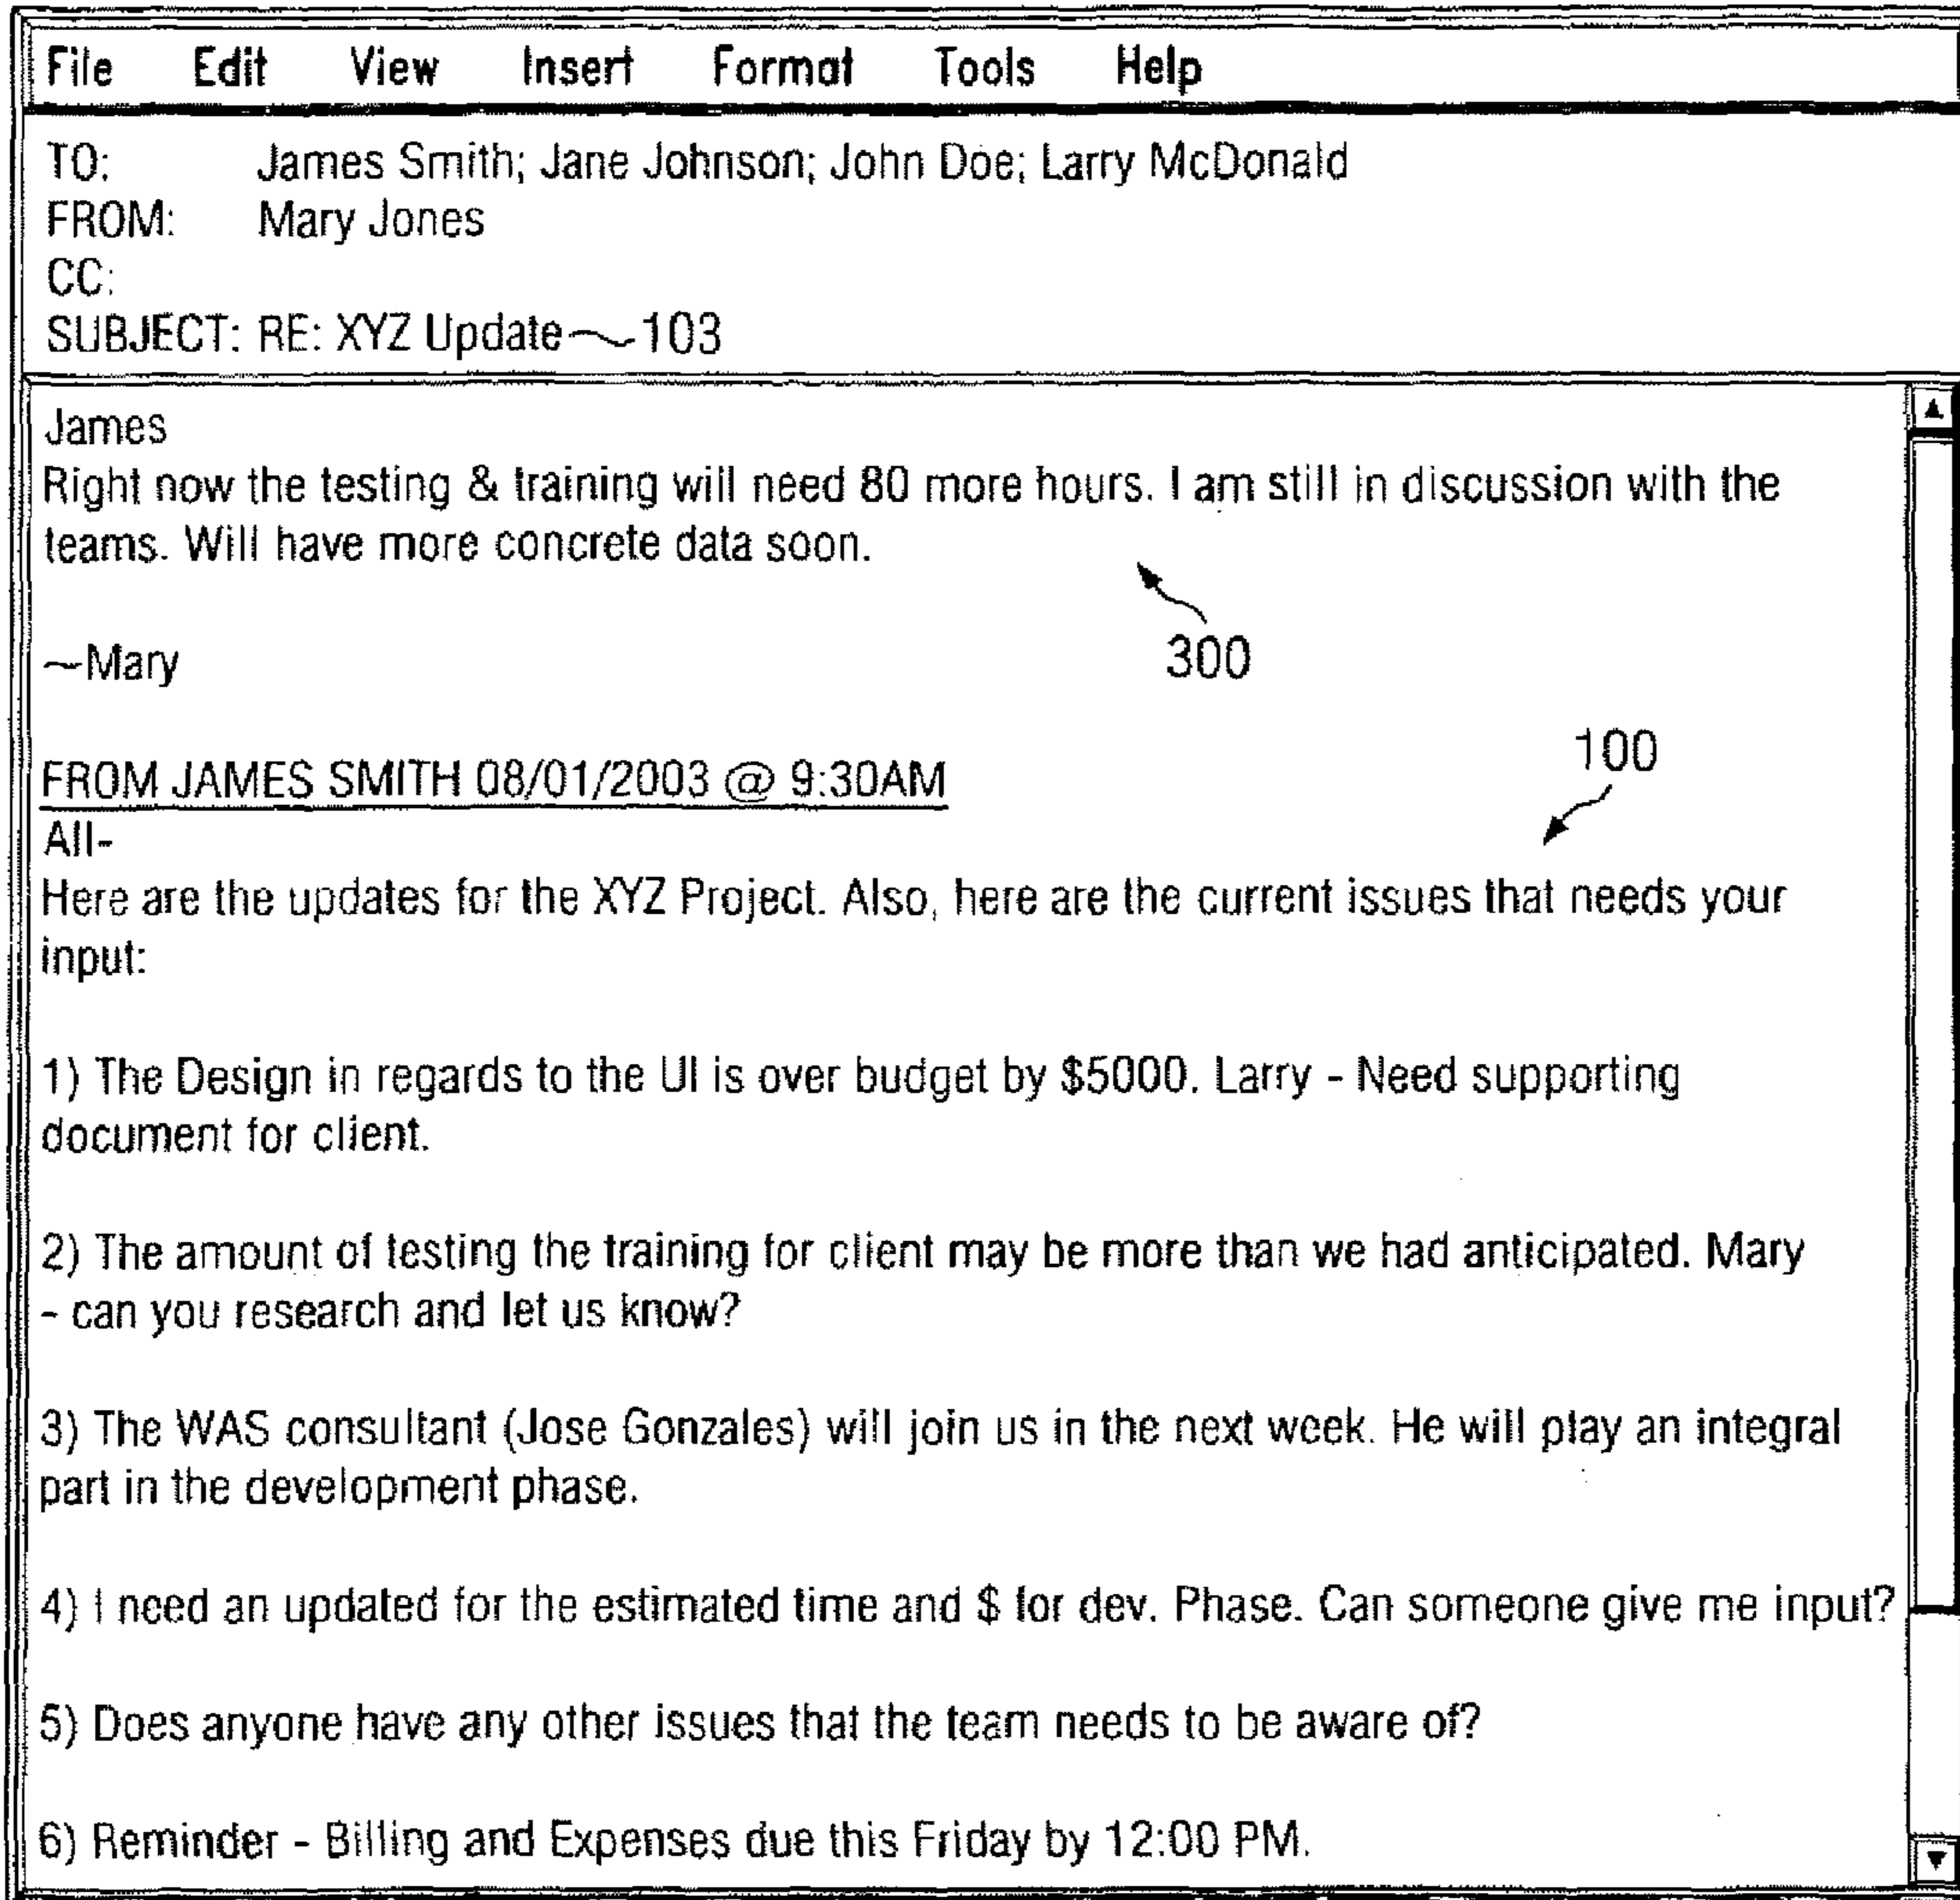 File Edit View Insert Format Tools Help
TO: James Smith; Jane Johnson; John Doe; Larry McDonald
FROM: Mary Jones
CC:
SUBJECT: RE: XYZ Update~103
James
Right now the testing & training will need 80 more hours. I am still in discussion with the
teams. Will have more concrete data soon.
300
~Mary
100
FROM JAMES SMITH 08/01/2003 @ 9:30AM
All-
Here are the updates for the XYZ Project. Also, here are the current issues that needs your
input:
1) The Design in regards to the UI is over budget by $5000. Larry - Need supporting
document for client.
2) The amount of testing the training for client may be more than we had anticipated. Mary
- can you research and let us know?
3) The WAS consultant (Jose Gonzales) will join us in the next week. He will play an integral
part in the development phase.
4) I need an updated for the estimated time and $ for dev. Phase. Can someone give me input?
5) Does anyone have any other issues that the team needs to be aware of?
6) Reminder - Billing and Expenses due this Friday by 12:00 PM.